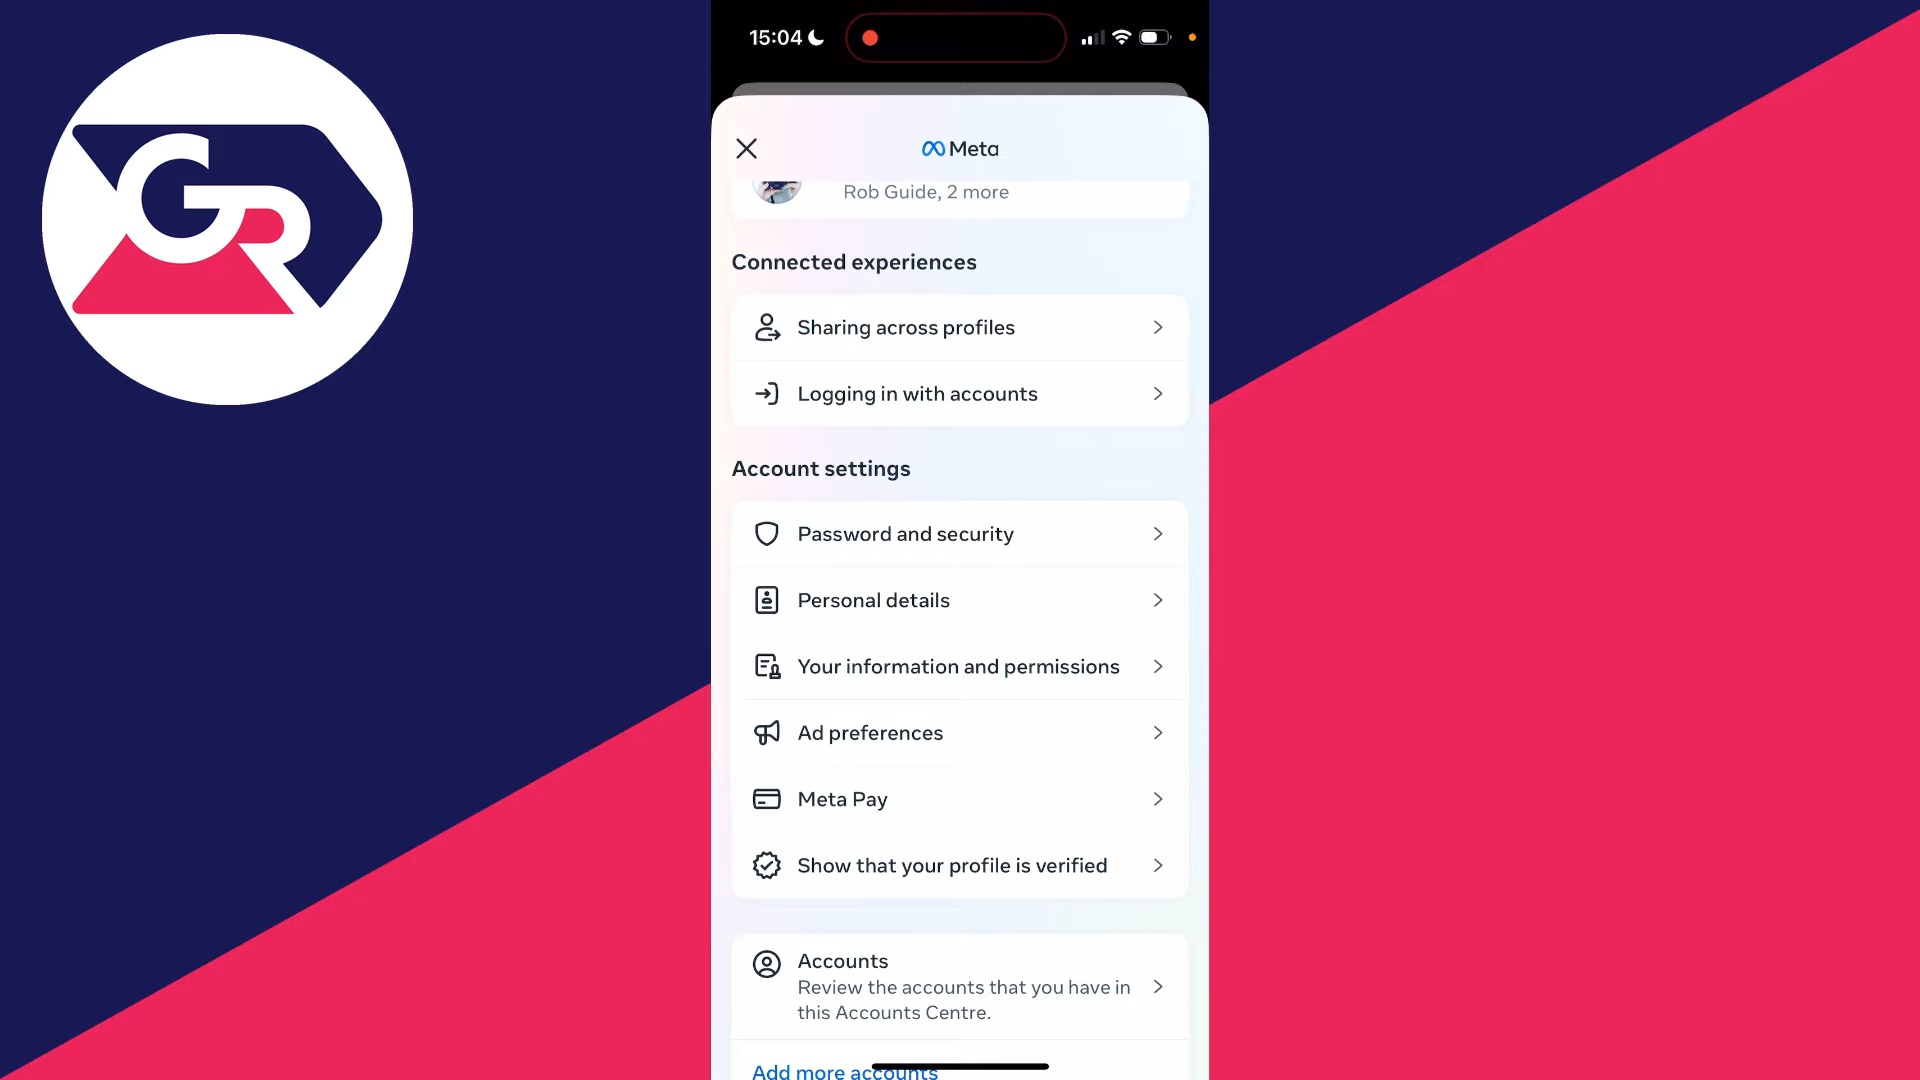 GR
15:04
Meta
Rob Guide, 2 more
Connected experiences
Sharing across profiles
Logging in with accounts
Account settings
Password and security
Personal details
Your information and permissions
Ad preferences
Meta Pay
Show that your profile is verified
Accounts
Review the accounts that you have in
this Accounts Centre.
Add more accounts